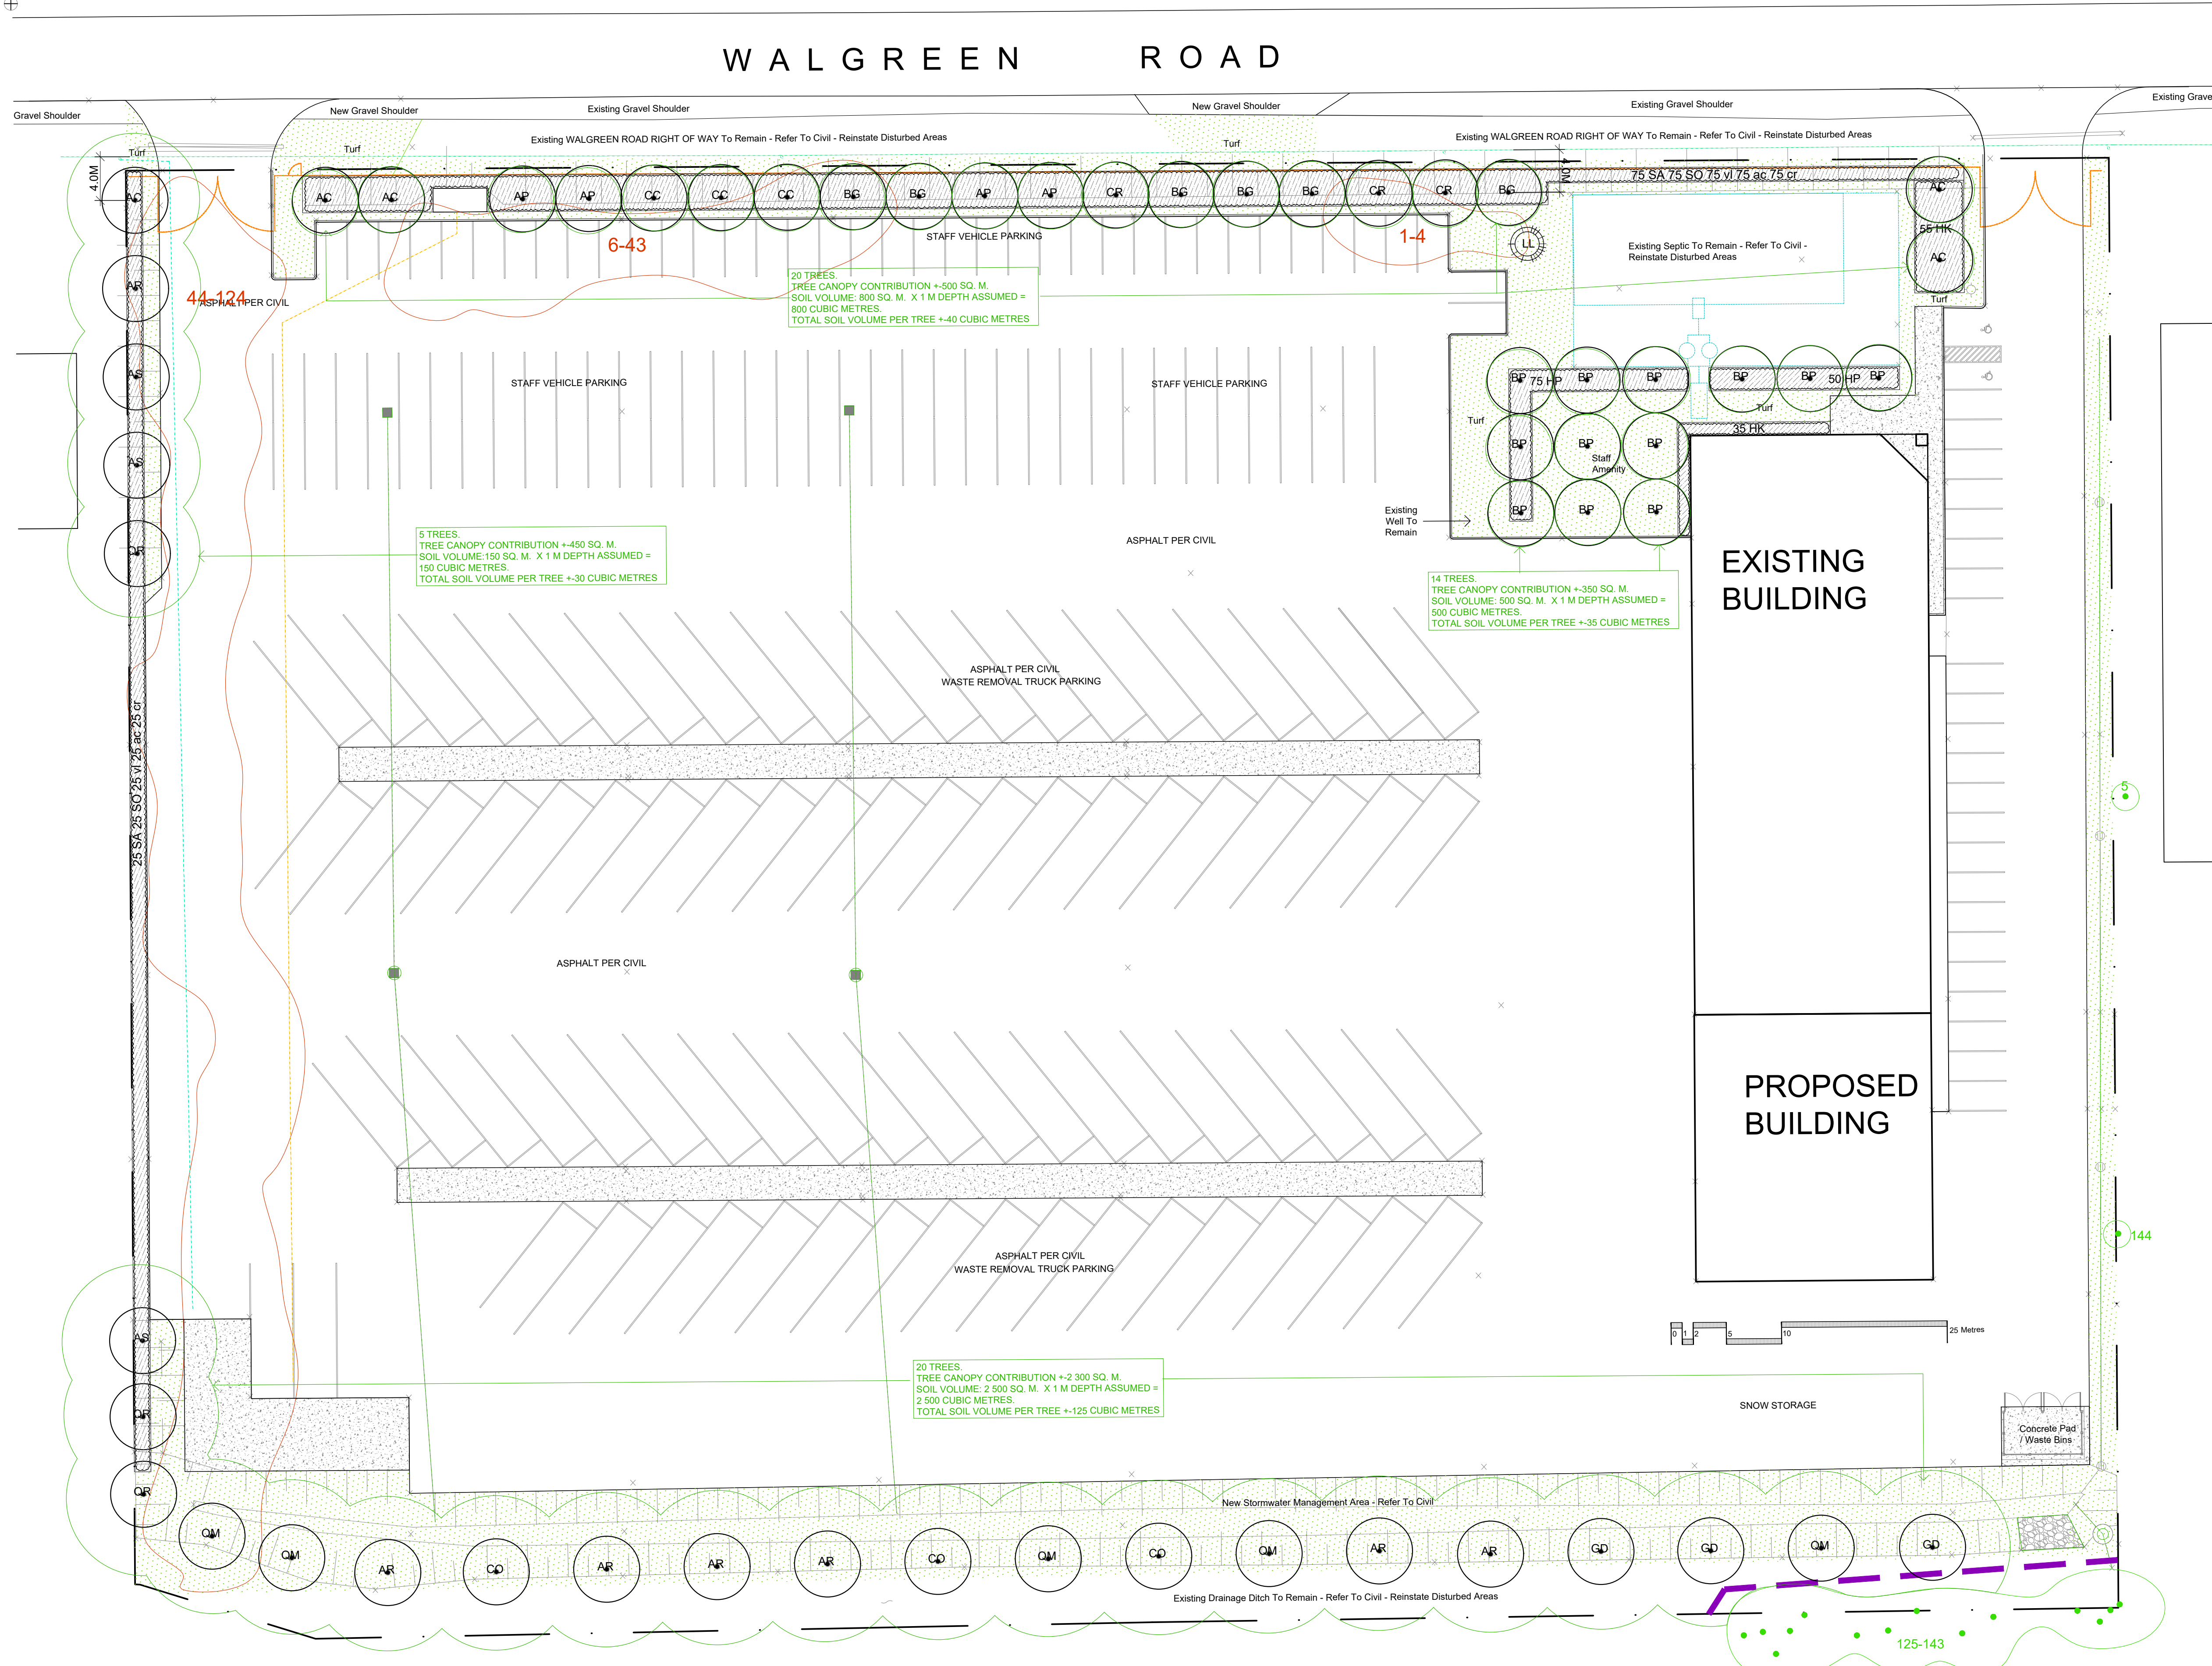 WALGREEN ROAD
Gravel Shoulder
New Gravel Shoulder
Existing Gravel Shoulder
New Gravel Shoulder
Existing Gravel Shoulder
Existing Grave
Turf
Turf
Existing WALGREEN ROAD RIGHT OF WAY To Remain - Refer To Civil - Reinstate Disturbed Areas
Turf
Existing WALGREEN ROAD RIGHT OF WAY To Remain - Refer To Civil - Reinstate Disturbed Areas
4.0M
4.0M
75 SA 75 SO 75 vl 75 ac 75 cr
AC
AC
AC
AP
AP
CC
CC
CC
BG
BG
AP
AP
CR
BG
BG
BG
CR
CR
BG
AC
55 HK
AC
Turf
6-43
STAFF VEHICLE PARKING
1-4
LL
Existing Septic To Remain - Refer To Civil -
Reinstate Disturbed Areas
AR
44-124
ASPHALT PER CIVIL
20 TREES.
TREE CANOPY CONTRIBUTION +-500 SQ. M.
SOIL VOLUME: 800 SQ. M. X 1 M DEPTH ASSUMED =
800 CUBIC METRES.
TOTAL SOIL VOLUME PER TREE +-40 CUBIC METRES
AS
STAFF VEHICLE PARKING
STAFF VEHICLE PARKING
BP
75 HP
BP
BP
BP
BP
50 HP
BP
Turf
Turf
35 HK
BP
BP
BP
Staff
Amenity
AS
BP
BP
BP
Existing
Well To
Remain
OR
5 TREES.
TREE CANOPY CONTRIBUTION +-450 SQ. M.
SOIL VOLUME:150 SQ. M. X 1 M DEPTH ASSUMED =
150 CUBIC METRES.
TOTAL SOIL VOLUME PER TREE +-30 CUBIC METRES
ASPHALT PER CIVIL
14 TREES.
TREE CANOPY CONTRIBUTION +-350 SQ. M.
SOIL VOLUME: 500 SQ. M. X 1 M DEPTH ASSUMED =
500 CUBIC METRES.
TOTAL SOIL VOLUME PER TREE +-35 CUBIC METRES
EXISTING
BUILDING
ASPHALT PER CIVIL
WASTE REMOVAL TRUCK PARKING
25 SA 25 SO 25 vl 25 ac 25 cr
5
ASPHALT PER CIVIL
PROPOSED
BUILDING
144
ASPHALT PER CIVIL
WASTE REMOVAL TRUCK PARKING
0 1 2 5 10 25 Metres
AS
20 TREES.
TREE CANOPY CONTRIBUTION +-2 300 SQ. M.
SOIL VOLUME: 2 500 SQ. M. X 1 M DEPTH ASSUMED =
2 500 CUBIC METRES.
TOTAL SOIL VOLUME PER TREE +-125 CUBIC METRES
SNOW STORAGE
Concrete Pad
/ Waste Bins
QR
QR
New Stormwater Management Area - Refer To Civil
QM
QM
AR
CO
AR
AR
AR
CO
QM
CO
QM
AR
AR
GD
GD
QM
GD
Existing Drainage Ditch To Remain - Refer To Civil - Reinstate Disturbed Areas
125-143